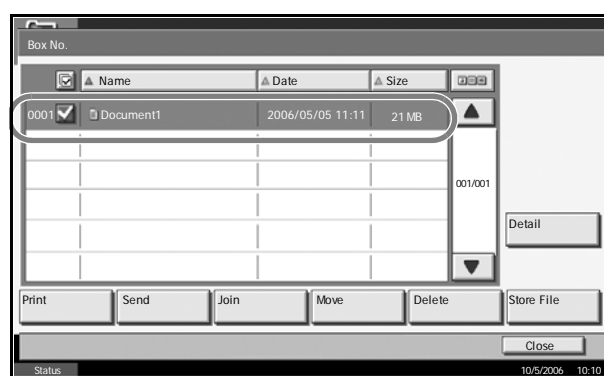 Box No.
Name Date Size
0001 Document1 2006/05/05 11:11 21 MB
001/001
Detail
Print Send Join Move Delete Store File
Close
Status 10/5/2006 10:10